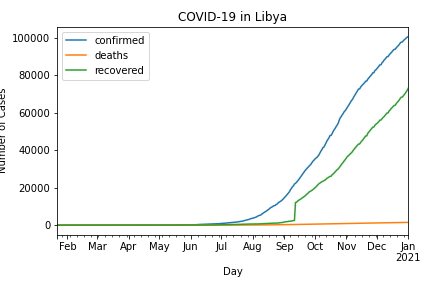 COVID-19 in Libya
confirmed
deaths
recovered
100000
80000
60000
40000
20000
0
Number of Cases
Feb Mar Apr May Jun Jul Aug Sep Oct Nov Dec Jan
2021
Day